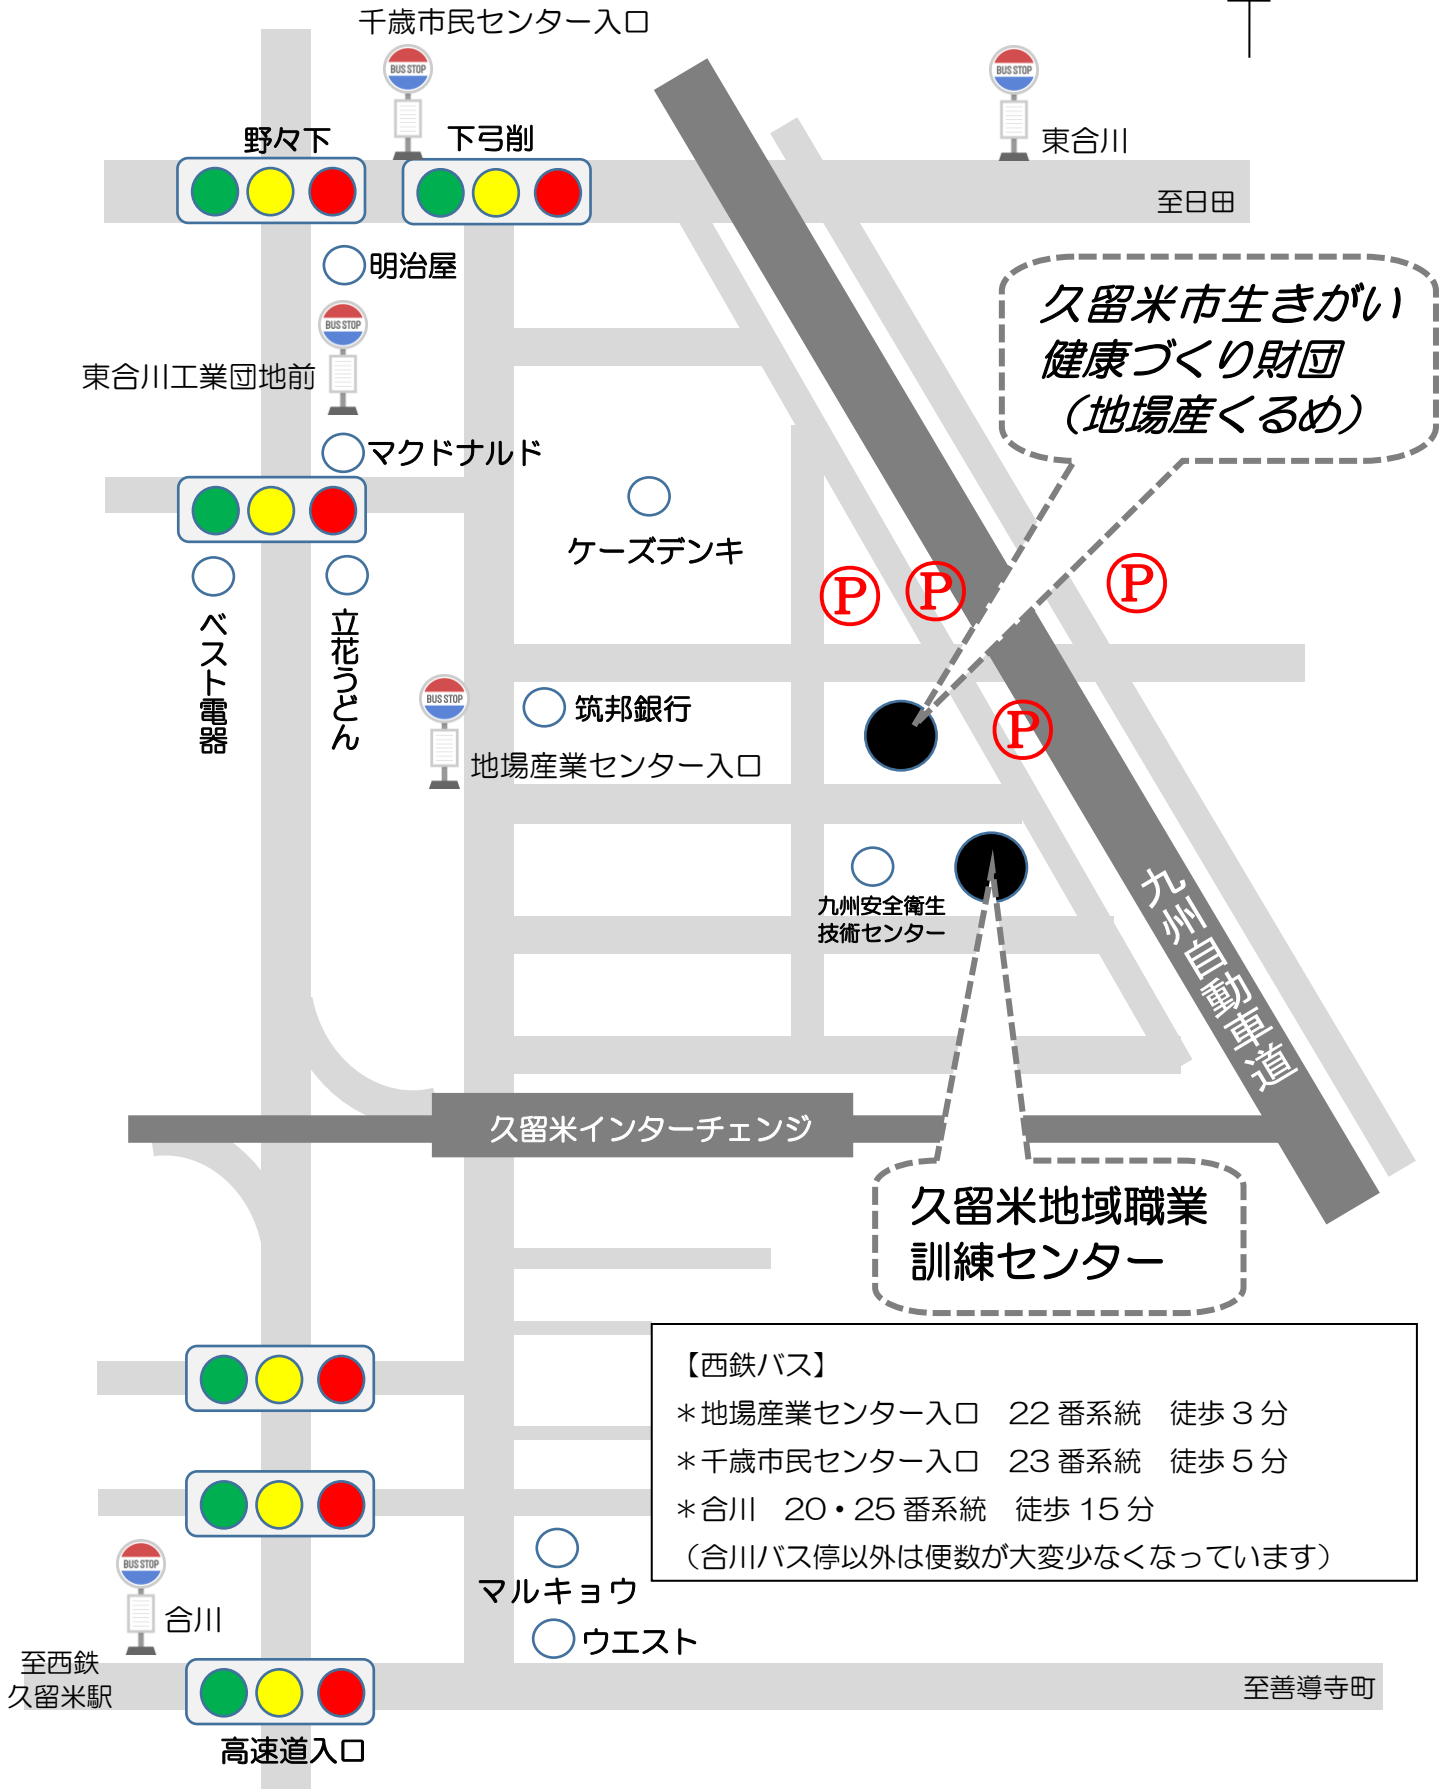 千歳市民センター入口
BUS STOP
BUS STOP
野々下
下弓削
東合川
至日田
明治屋
久留米市生きがい
健康づくり財団
（地場産くるめ）
BUS STOP
東合川工業団地前
マクドナルド
ケーズデンキ
P
P
P
ベスト電器
立花うどん
BUS STOP
筑邦銀行
P
地場産業センター入口
九州安全衛生
技術センター
九州自動車道
久留米インターチェンジ
久留米地域職業
訓練センター
【西鉄バス】
＊地場産業センター入口　22番系統　徒歩3分
＊千歳市民センター入口　23番系統　徒歩5分
＊合川　20・25番系統　徒歩15分
（合川バス停以外は便数が大変少なくなっています）
BUS STOP
合川
マルキョウ
ウエスト
至西鉄
久留米駅
至善導寺町
高速道入口